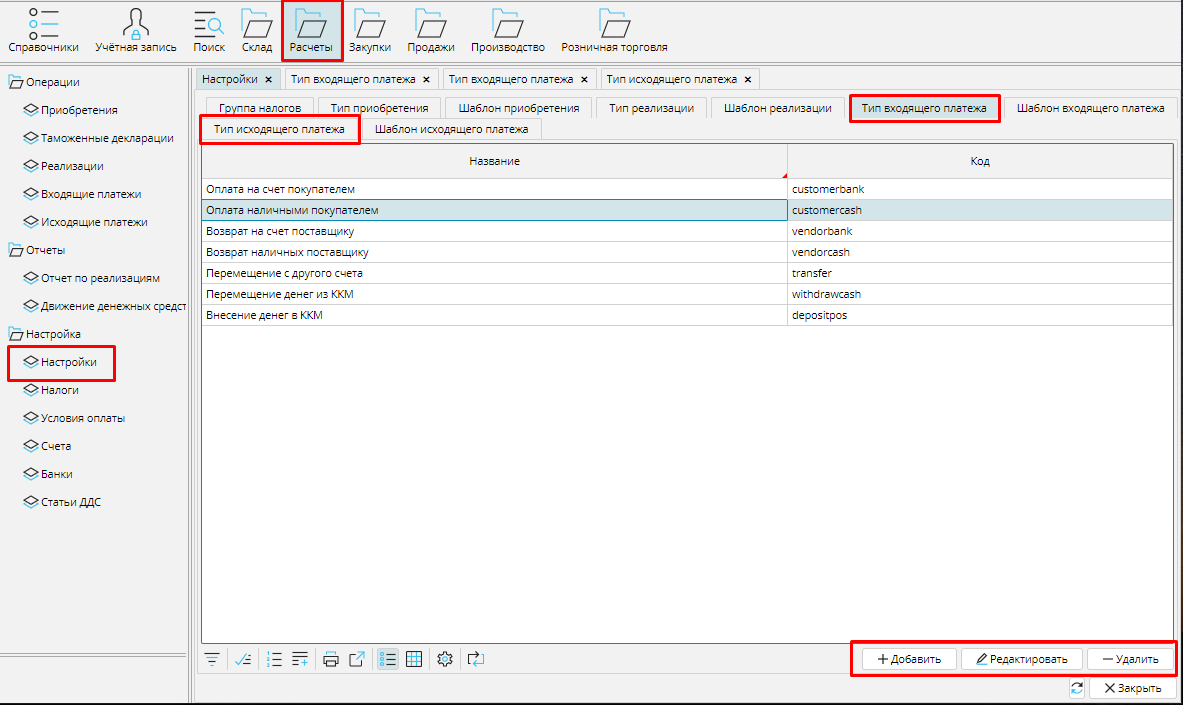 Справочники Учётная запись Поиск Склад Расчеты Закупки Продажи Производство Розничная торговля
Операции
Приобретения
Таможенные декларации
Реализации
Входящие платежи
Исходящие платежи
Отчеты
Отчет по реализациям
Движение денежных средст
Настройка
Настройки
Налоги
Условия оплаты
Счета
Банки
Статьи ДДС
Настройки × Тип входящего платежа × Тип входящего платежа × Тип исходящего платежа ×
Группа налогов Тип приобретения Шаблон приобретения Тип реализации Шаблон реализации Тип входящего платежа Шаблон входящего платежа
Тип исходящего платежа Шаблон исходящего платежа
Название Код
Оплата на счет покупателем customerbank
Оплата наличными покупателем customercash
Возврат на счет поставщику vendorbank
Возврат наличных поставщику vendorcash
Перемещение с другого счета transfer
Перемещение денег из ККМ withdrawcash
Внесение денег в ККМ depositpos
Добавить Редактировать Удалить
Закрыть